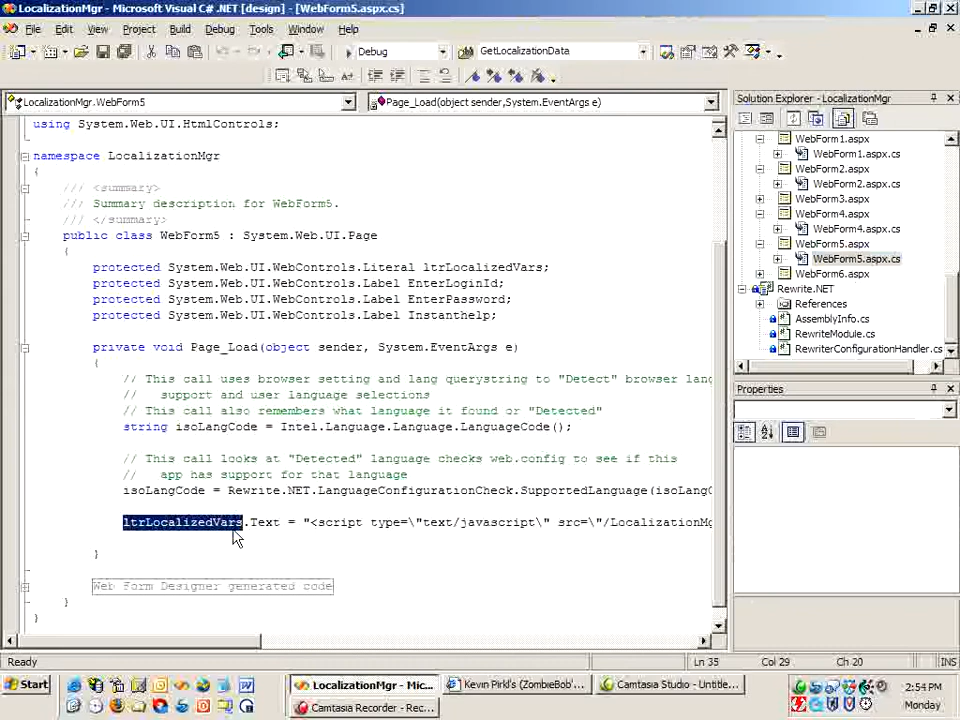 LocalizationMgr - Microsoft Visual C# .NET [design] - [WebForm5.aspx.cs]
File Edit View Project Build Debug Tools Window Help
Debug GetLocalizationData
LocalizationMgr.WebForm5 Page_Load(object sender,System.EventArgs e)
using System.Web.UI.HtmlControls;
namespace LocalizationMgr
{
/// <summary>
/// Summary description for WebForm5.
/// </summary>
public class WebForm5 : System.Web.UI.Page
{
protected System.Web.UI.WebControls.Literal ltrLocalizedVars;
protected System.Web.UI.WebControls.Label EnterLoginId;
protected System.Web.UI.WebControls.Label EnterPassword;
protected System.Web.UI.WebControls.Label Instanthelp;
private void Page_Load(object sender, System.EventArgs e)
{
// This call uses browser setting and lang querystring to "Detect" browser lang
//   support and user language selections
// This call also remembers what language it found or "Detected"
string isoLangCode = Intel.Language.Language.LanguageCode();
// This call looks at "Detected" language checks web.config to see if this
//   app has support for that language
isoLangCode = Rewrite.NET.LanguageConfigurationCheck.SupportedLanguage(isoLangC
ltrLocalizedVars.Text = "<script type=\"text/javascript\" src=\"/LocalizationMg
}
Web Form Designer generated code
}
}
Solution Explorer - LocalizationMgr
WebForm1.aspx
WebForm1.aspx.cs
WebForm2.aspx
WebForm2.aspx.cs
WebForm3.aspx
WebForm4.aspx
WebForm4.aspx.cs
WebForm5.aspx
WebForm5.aspx.cs
WebForm6.aspx
Rewrite.NET
References
AssemblyInfo.cs
RewriteModule.cs
RewriterConfigurationHandler.cs
Properties
Ready Ln 35 Col 29 Ch 20 INS
Start LocalizationMgr - Mic... Kevin Pirkl's (ZombieBob'... Camtasia Studio - Untitle... 2:54 PM
Camtasia Recorder - Rec... Monday